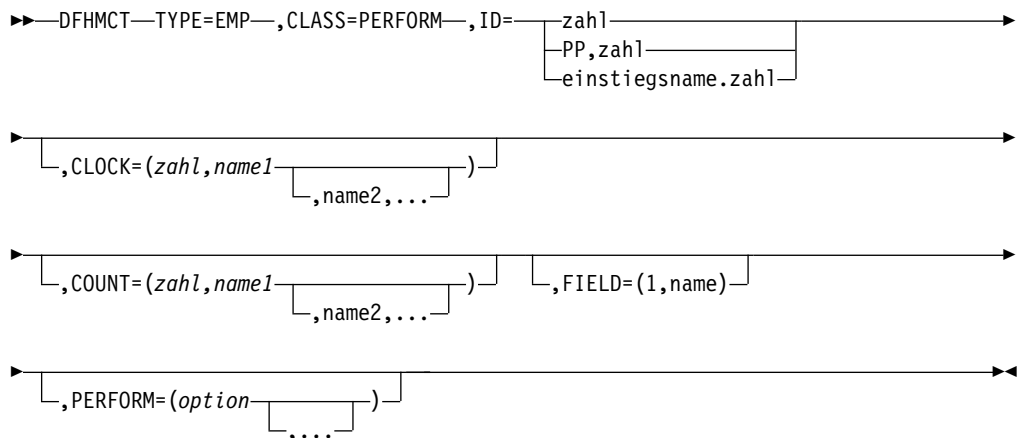 DFHMCT TYPE=EMP ,CLASS=PERFORM ,ID= zahl
PP,zahl
einstiegsname.zahl
,CLOCK=(zahl,name1 )
,name2,...
,COUNT=(zahl,name1 ) ,FIELD=(1,name)
,name2,...
,PERFORM=(option )
,...